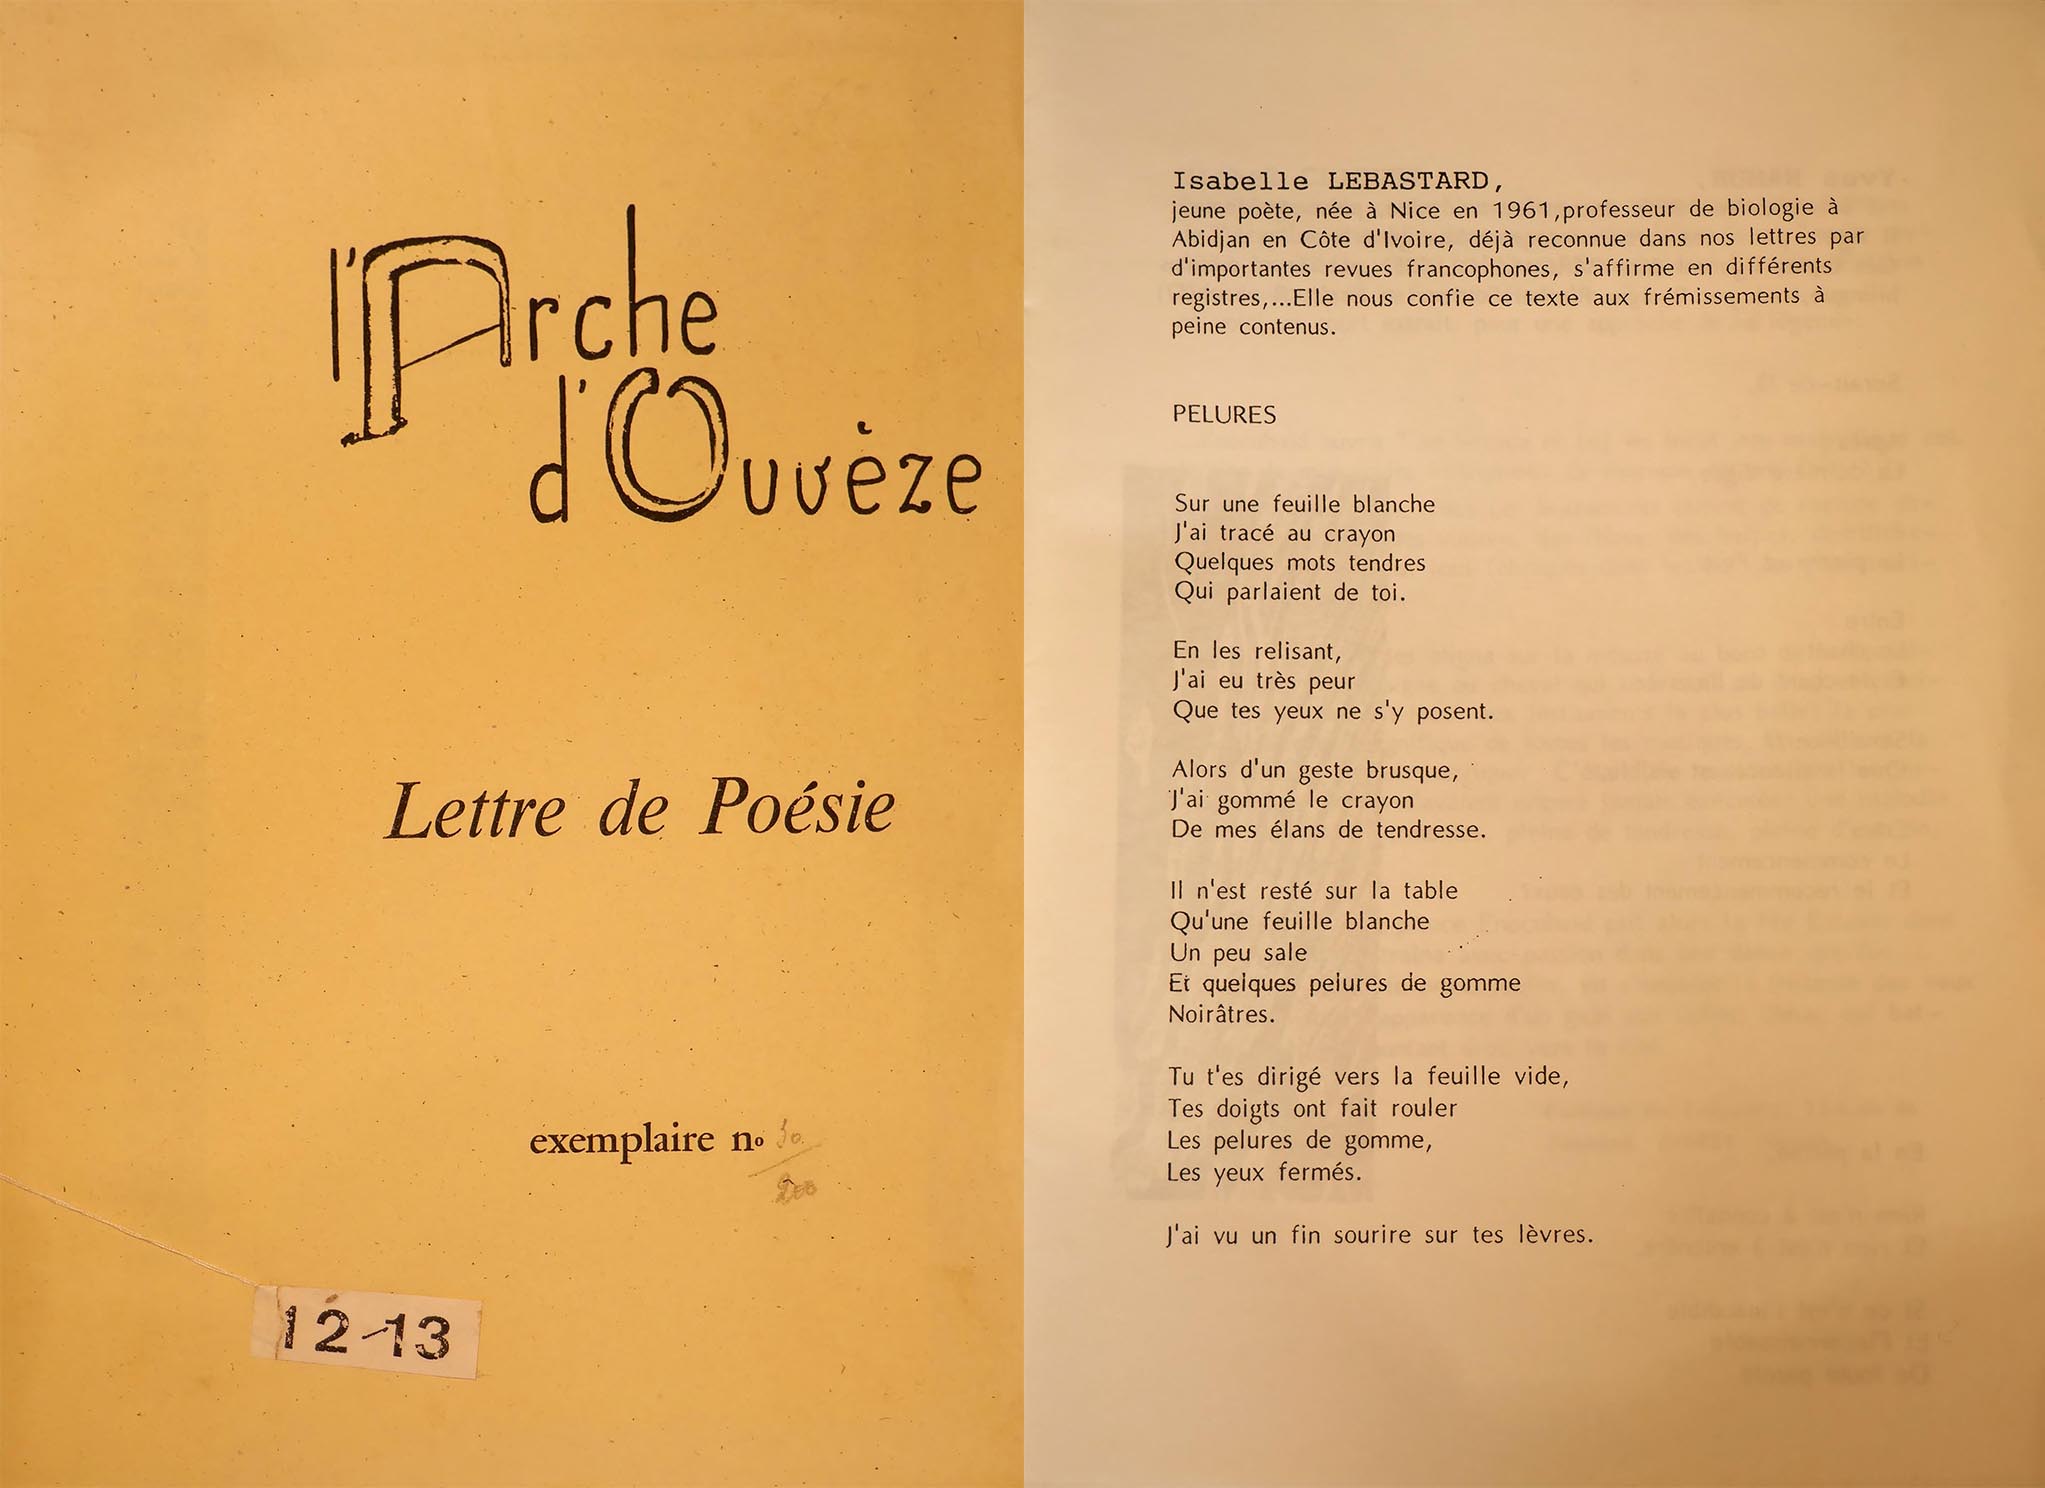 l'Arche
d'Ouvèze
Lettre de Poésie
exemplaire nº 30
200
12-13
Isabelle LEBASTARD,
jeune poète, née à Nice en 1961,professeur de biologie à
Abidjan en Côte d'Ivoire, déjà reconnue dans nos lettres par
d'importantes revues francophones, s'affirme en différents
registres,...Elle nous confie ce texte aux frémissements à
peine contenus.
PELURES
Sur une feuille blanche
J'ai tracé au crayon
Quelques mots tendres
Qui parlaient de toi.
En les relisant,
J'ai eu très peur
Que tes yeux ne s'y posent.
Alors d'un geste brusque,
J'ai gommé le crayon
De mes élans de tendresse.
Il n'est resté sur la table
Qu'une feuille blanche
Un peu sale
Et quelques pelures de gomme
Noirâtres.
Tu t'es dirigé vers la feuille vide,
Tes doigts ont fait rouler
Les pelures de gomme,
Les yeux fermés.
J'ai vu un fin sourire sur tes lèvres.